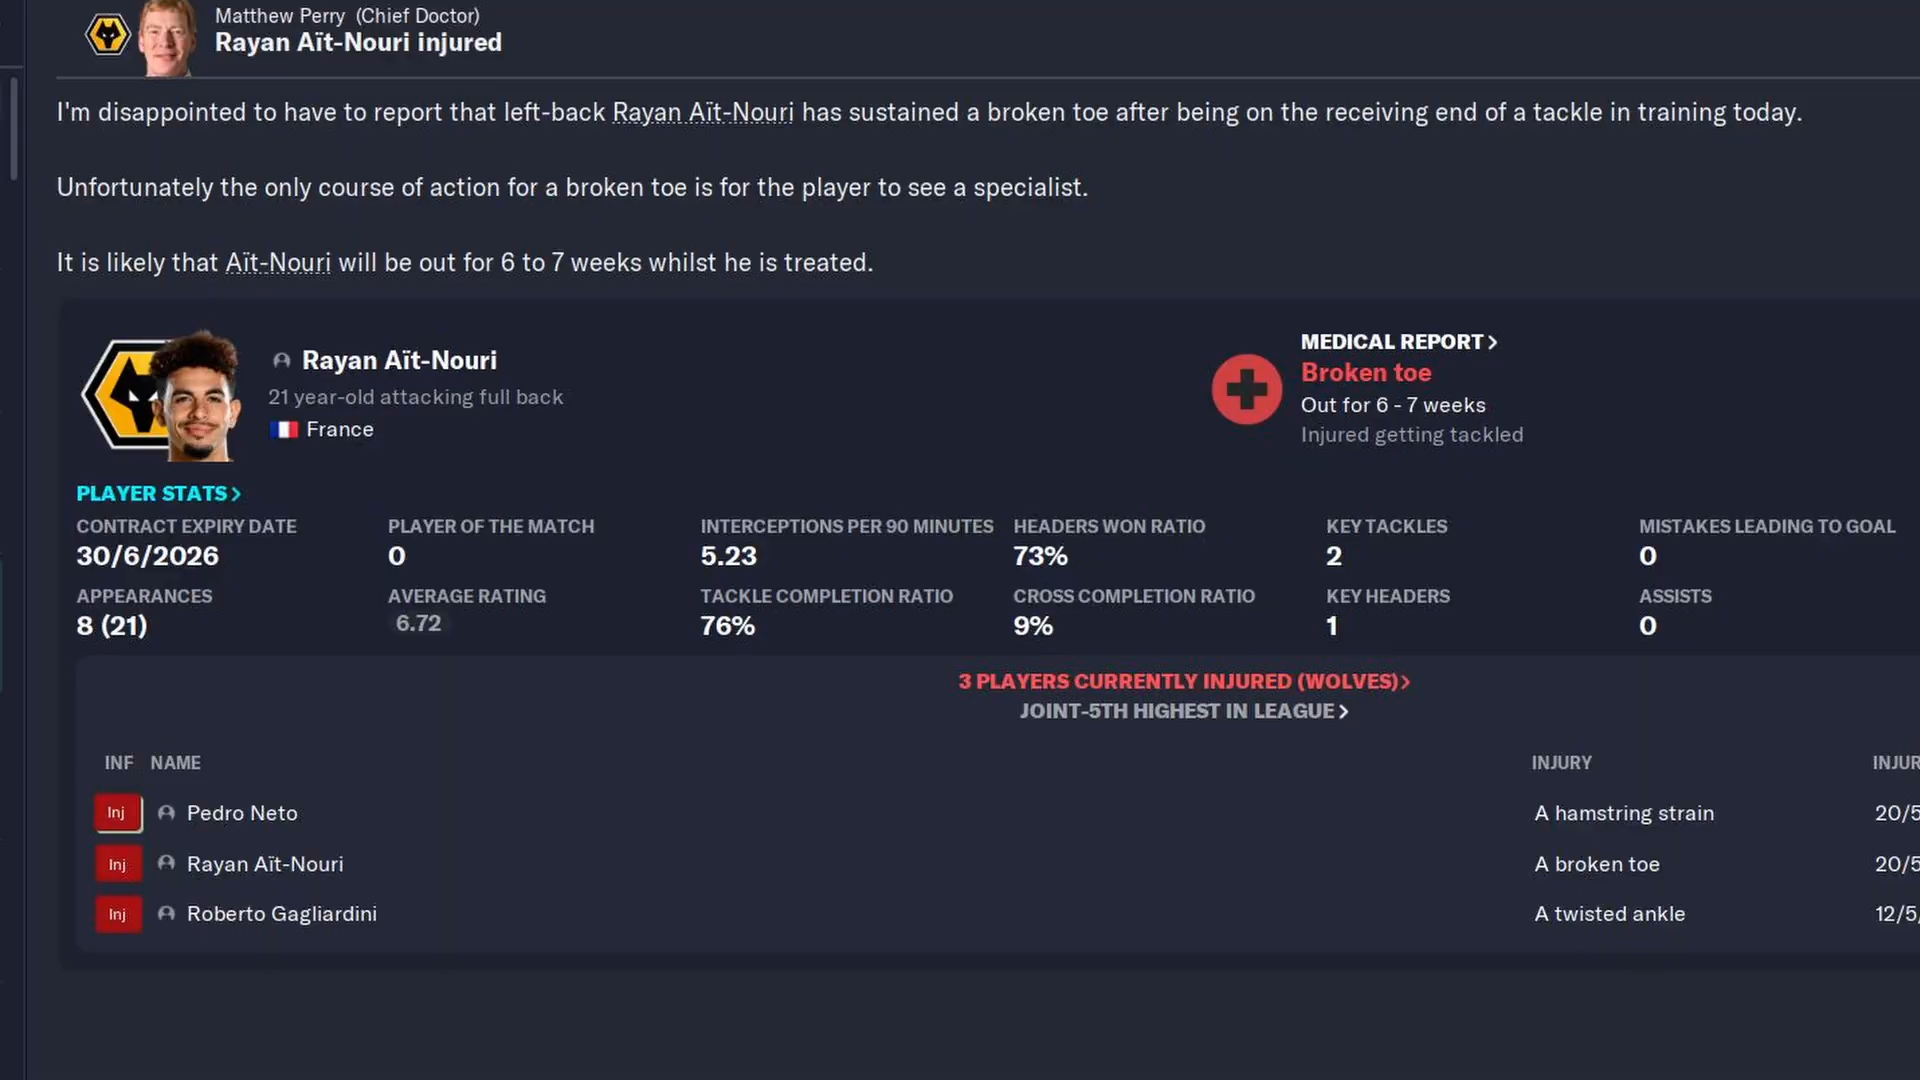 Matthew Perry (Chief Doctor)
Rayan Aït-Nouri injured
I'm disappointed to have to report that left-back Rayan Aït-Nouri has sustained a broken toe after being on the receiving end of a tackle in training today.
Unfortunately the only course of action for a broken toe is for the player to see a specialist.
It is likely that Aït-Nouri will be out for 6 to 7 weeks whilst he is treated.
Rayan Aït-Nouri
21 year-old attacking full back
France
MEDICAL REPORT >
Broken toe
Out for 6 - 7 weeks
Injured getting tackled
PLAYER STATS >
CONTRACT EXPIRY DATE PLAYER OF THE MATCH INTERCEPTIONS PER 90 MINUTES HEADERS WON RATIO KEY TACKLES MISTAKES LEADING TO GOAL
30/6/2026 0 5.23 73% 2 0
APPEARANCES AVERAGE RATING TACKLE COMPLETION RATIO CROSS COMPLETION RATIO KEY HEADERS ASSISTS
8 (21) 6.72 76% 9% 1 0
3 PLAYERS CURRENTLY INJURED (WOLVES) >
JOINT-5TH HIGHEST IN LEAGUE >
INF NAME INJURY INJUR
Inj Pedro Neto A hamstring strain 20/5
Inj Rayan Aït-Nouri A broken toe 20/5
Inj Roberto Gagliardini A twisted ankle 12/5/